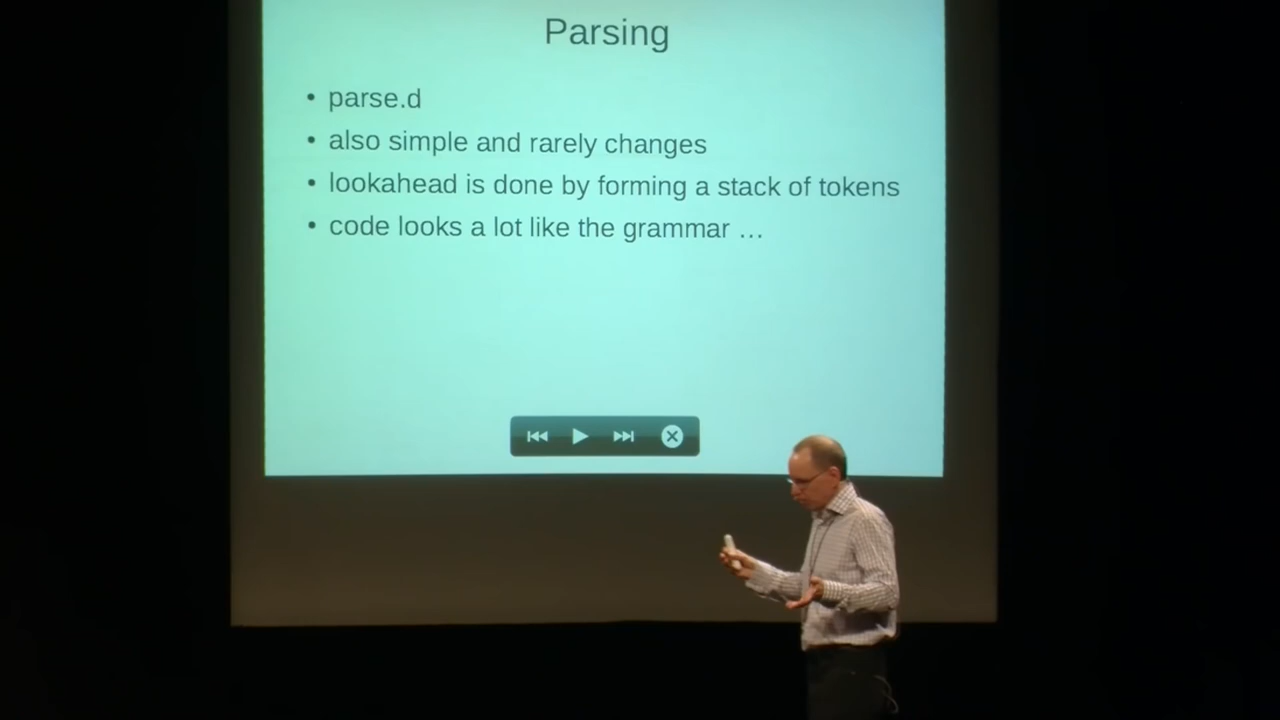 Parsing
• parse.d
• also simple and rarely changes
• lookahead is done by forming a stack of tokens
• code looks a lot like the grammar …